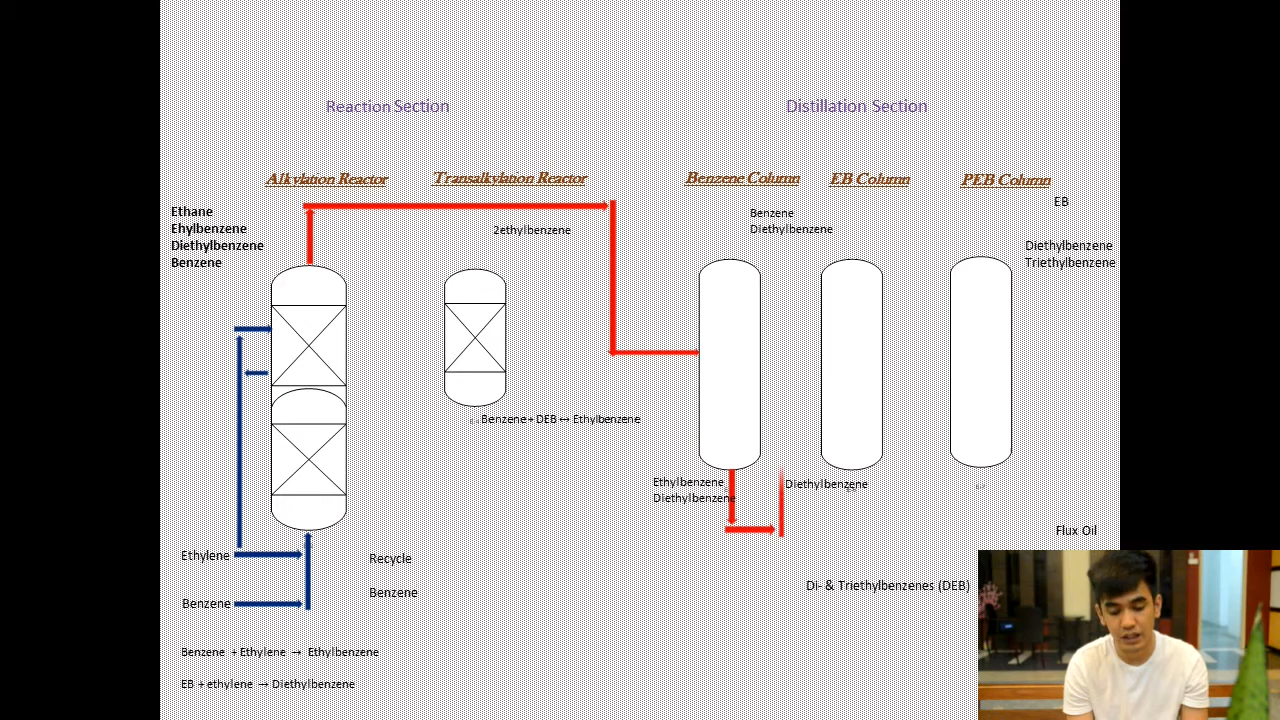 Reaction Section
Distillation Section
Alkylation Reactor
Transalkylation Reactor
Benzene Column
EB Column
PEB Column
Ethane
Ehylbenzene
Diethylbenzene
Benzene
2ethylbenzene
Benzene
Diethylbenzene
EB
Diethylbenzene
Triethylbenzene
Benzene + DEB ↔ Ethylbenzene
Ethylbenzene
Diethylbenzene
Diethylbenzene
Flux Oil
Ethylene
Recycle
Benzene
Benzene
Di- & Triethylbenzenes (DEB)
Benzene + Ethylene → Ethylbenzene
EB + ethylene → Diethylbenzene